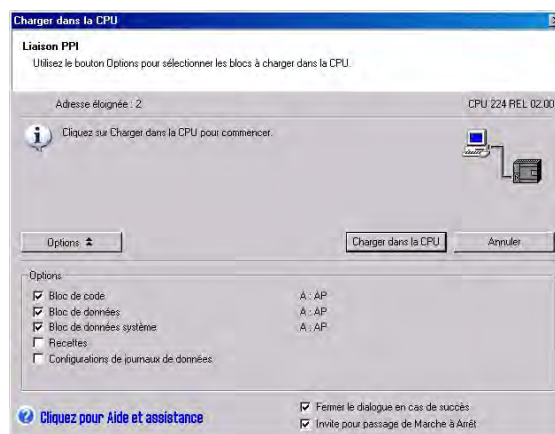 Charger dans la CPU
Liaison PPI
Utilisez le bouton Options pour sélectionner les blocs à charger dans la CPU.
Adresse éloignée : 2
CPU 224 REL 02.00
Cliquez sur Charger dans la CPU pour commencer.
Options
Charger dans la CPU
Annuler
Options
Bloc de code
A : AP
Bloc de données
A : AP
Bloc de données système
A : AP
Recettes
Configurations de journaux de données
Cliquez pour Aide et assistance
Fermer le dialogue en cas de succès
Invite pour passage de Marche à Arrêt